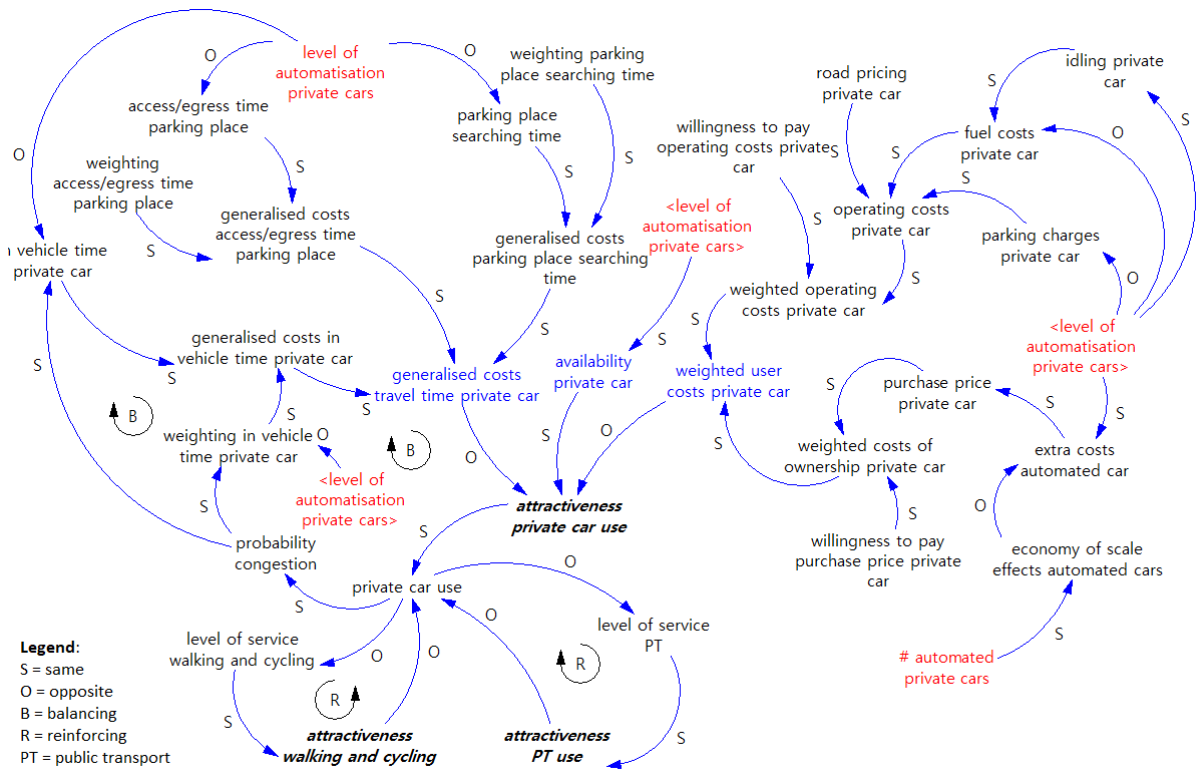 level of
automatisation
private cars
O
O
weighting parking
place searching time
road pricing
private car
idling private
car
access/egress time
parking place
parking place
searching time
willingness to pay
operating costs private
car
S
fuel costs
private car
S
O
O
weighting
access/egress time
parking place
S
S
S
S
S
S
generalised costs
access/egress time
parking place
S
generalised costs
parking place searching
time
<level of
automatisation
private cars>
S
operating costs
private car
parking charges
private car
vehicle time
private car
S
weighted operating
costs private car
S
O
generalised costs in
vehicle time private car
S
S
S
S
<level of
automatisation
private cars>
S
S
generalised costs
travel time private car
availability
private car
weighted user
costs private car
purchase price
private car
S
S
S
B
S
O
weighting in vehicle
time private car
B
O
S
O
S
weighted costs of
ownership private car
extra costs
automated car
<level of
automatisation
private cars>
S
attractiveness
private car use
S
O
probability
congestion
S
O
willingness to pay
purchase price private
car
economy of scale
effects automated cars
S
private car use
O
level of service
PT
S
level of service
walking and cycling
O
O
R
# automated
private cars
S
R
S
attractiveness
walking and cycling
attractiveness
PT use
Legend:
S = same
O = opposite
B = balancing
R = reinforcing
PT = public transport